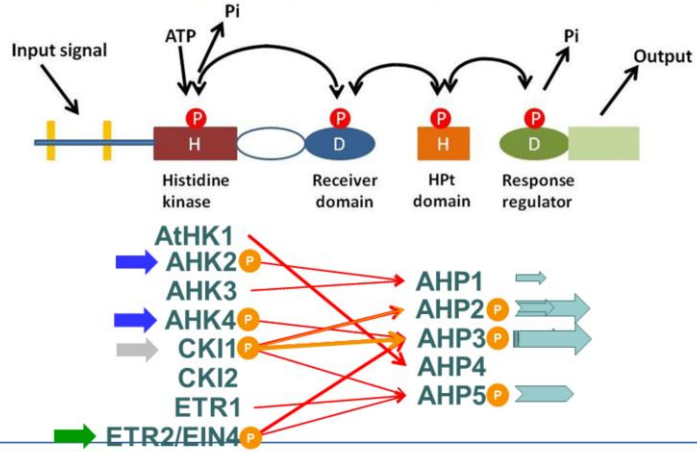 Pi
ATP
Pi
Input signal
Output
P
P
P
P
H
D
H
D
Histidine
kinase
Receiver
domain
HPt
domain
Response
regulator
AtHK1
AHK2 P
AHK3
AHK4 P
CKI1 P
CKI2
ETR1
ETR2/EIN4 P
AHP1
AHP2 P
AHP3 P
AHP4
AHP5 P